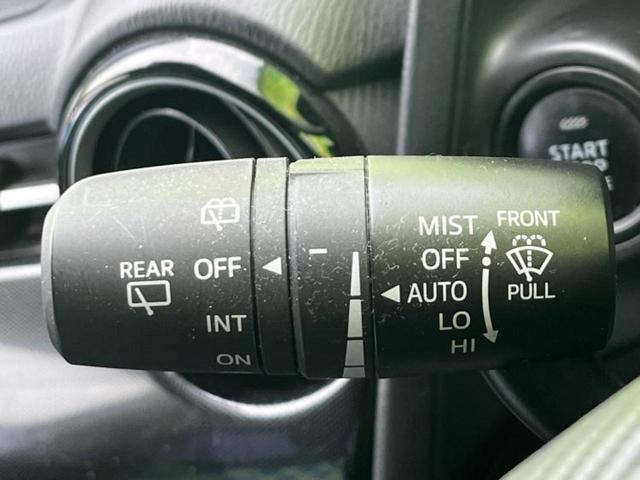 REAR
OFF
INT
ON
MIST
OFF
AUTO
LO
HI
FRONT
PULL
START